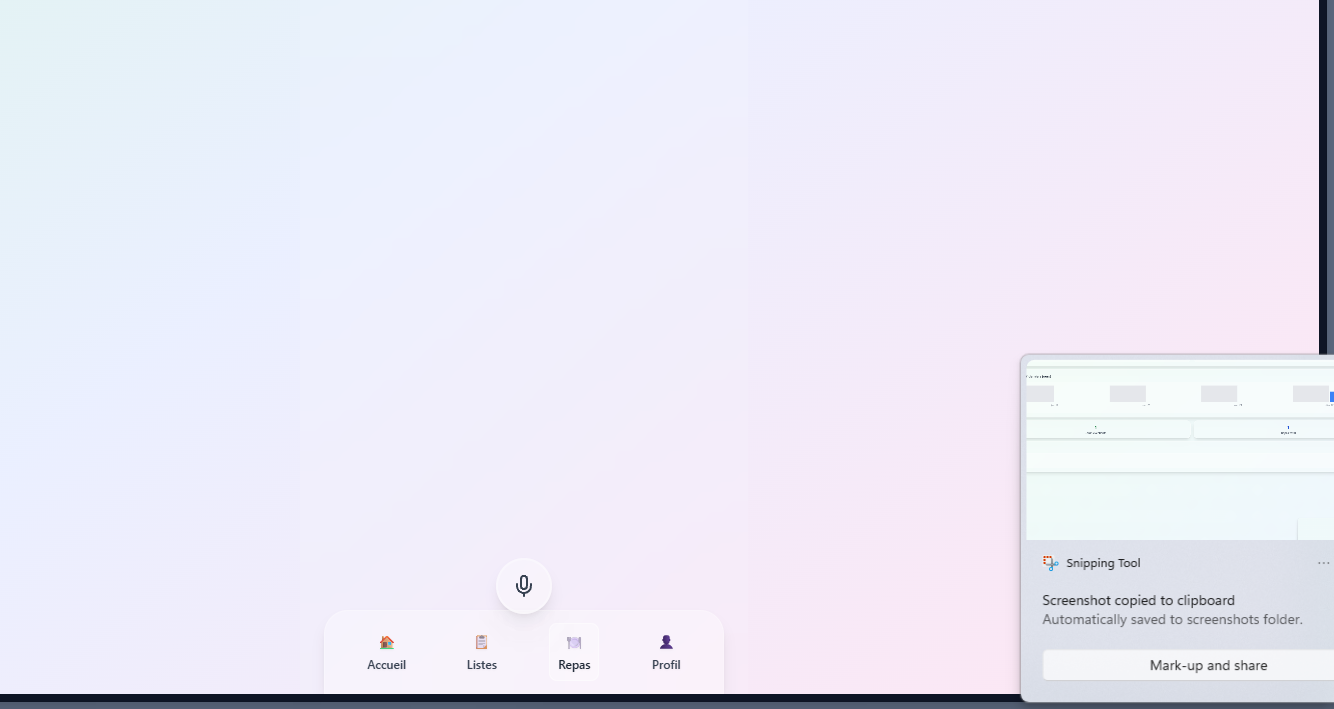 Accueil
Listes
Repas
Profil
Snipping Tool
Screenshot copied to clipboard
Automatically saved to screenshots folder.
Mark-up and share